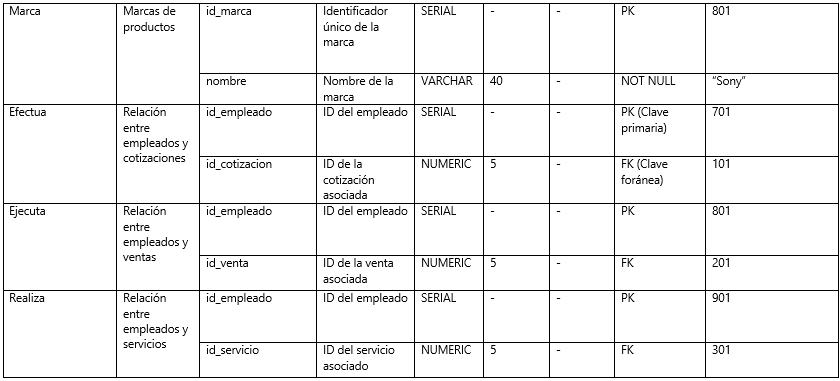 Marca Marcas de productos id_marca Identificador único de la marca SERIAL - - PK 801
nombre Nombre de la marca VARCHAR 40 - NOT NULL “Sony”
Efectua Relación entre empleados y cotizaciones id_empleado ID del empleado SERIAL - - PK (Clave primaria) 701
id_cotizacion ID de la cotización asociada NUMERIC 5 - FK (Clave foránea) 101
Ejecuta Relación entre empleados y ventas id_empleado ID del empleado SERIAL - - PK 801
id_venta ID de la venta asociada NUMERIC 5 - FK 201
Realiza Relación entre empleados y servicios id_empleado ID del empleado SERIAL - - PK 901
id_servicio ID del servicio asociado NUMERIC 5 - FK 301